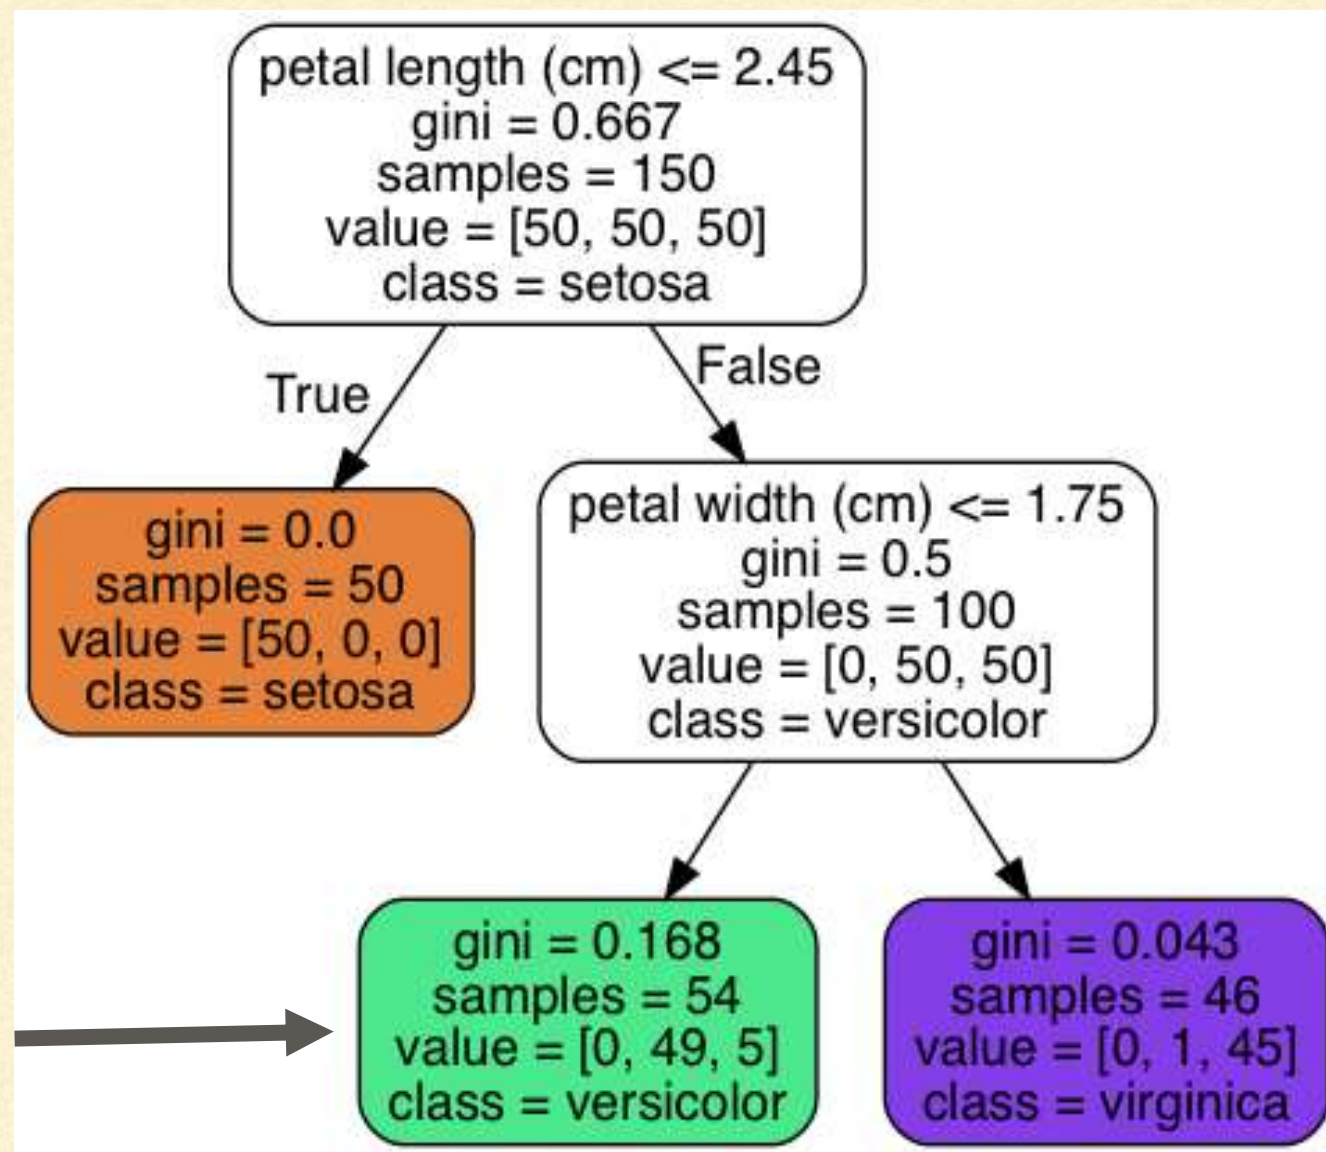 petal length (cm) <= 2.45
gini = 0.667
samples = 150
value = [50, 50, 50]
class = setosa
True
False
gini = 0.0
samples = 50
value = [50, 0, 0]
class = setosa
petal width (cm) <= 1.75
gini = 0.5
samples = 100
value = [0, 50, 50]
class = versicolor
gini = 0.168
samples = 54
value = [0, 49, 5]
class = versicolor
gini = 0.043
samples = 46
value = [0, 1, 45]
class = virginica